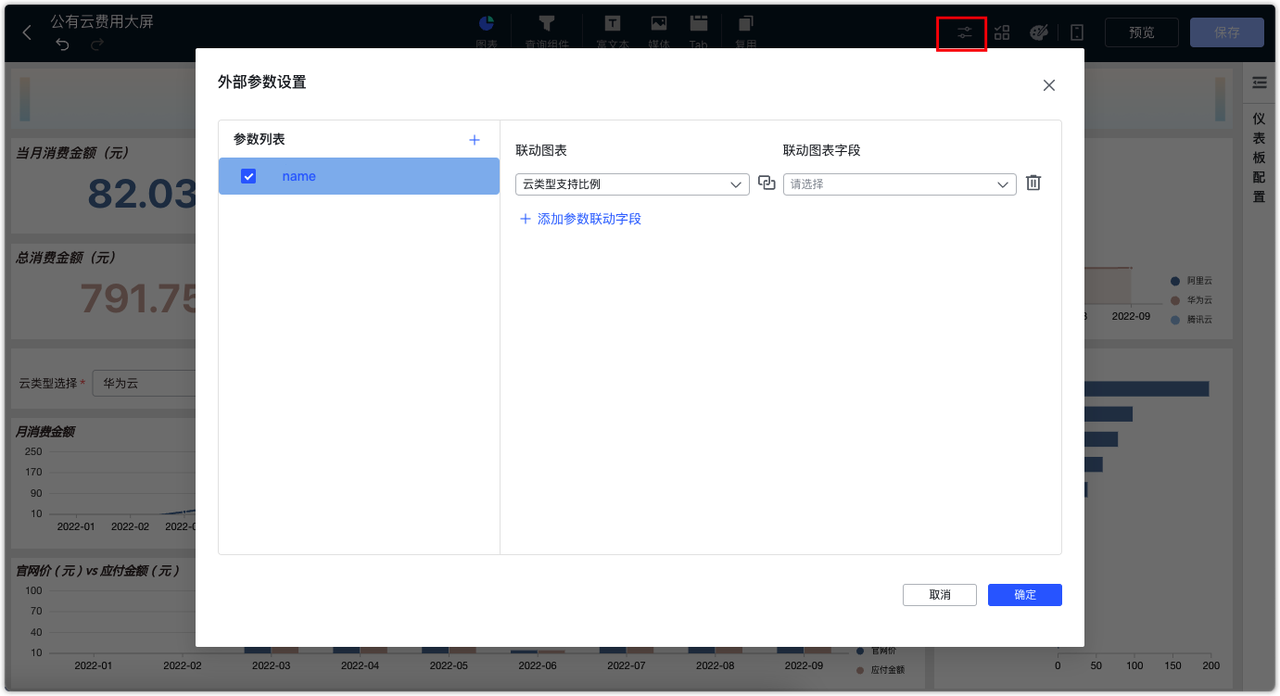 公有云费用大屏
图表
查询组件
富文本
媒体
Tab
复用
预览
保存
外部参数设置
参数列表
name
联动图表
联动图表字段
云类型支持比例
请选择
添加参数联动字段
取消
确定
仪表板配置
当月消费金额（元）
82.03
总消费金额（元）
791.75
云类型选择 *
华为云
月消费金额
250
170
90
10
2022-01
2022-02
官网价（元）vs 应付金额（元）
100
70
40
10
2022-01
2022-02
2022-03
2022-04
2022-05
2022-06
2022-07
2022-08
2022-09
官网价
应付金额
2022-09
阿里云
华为云
腾讯云
0
50
100
150
200